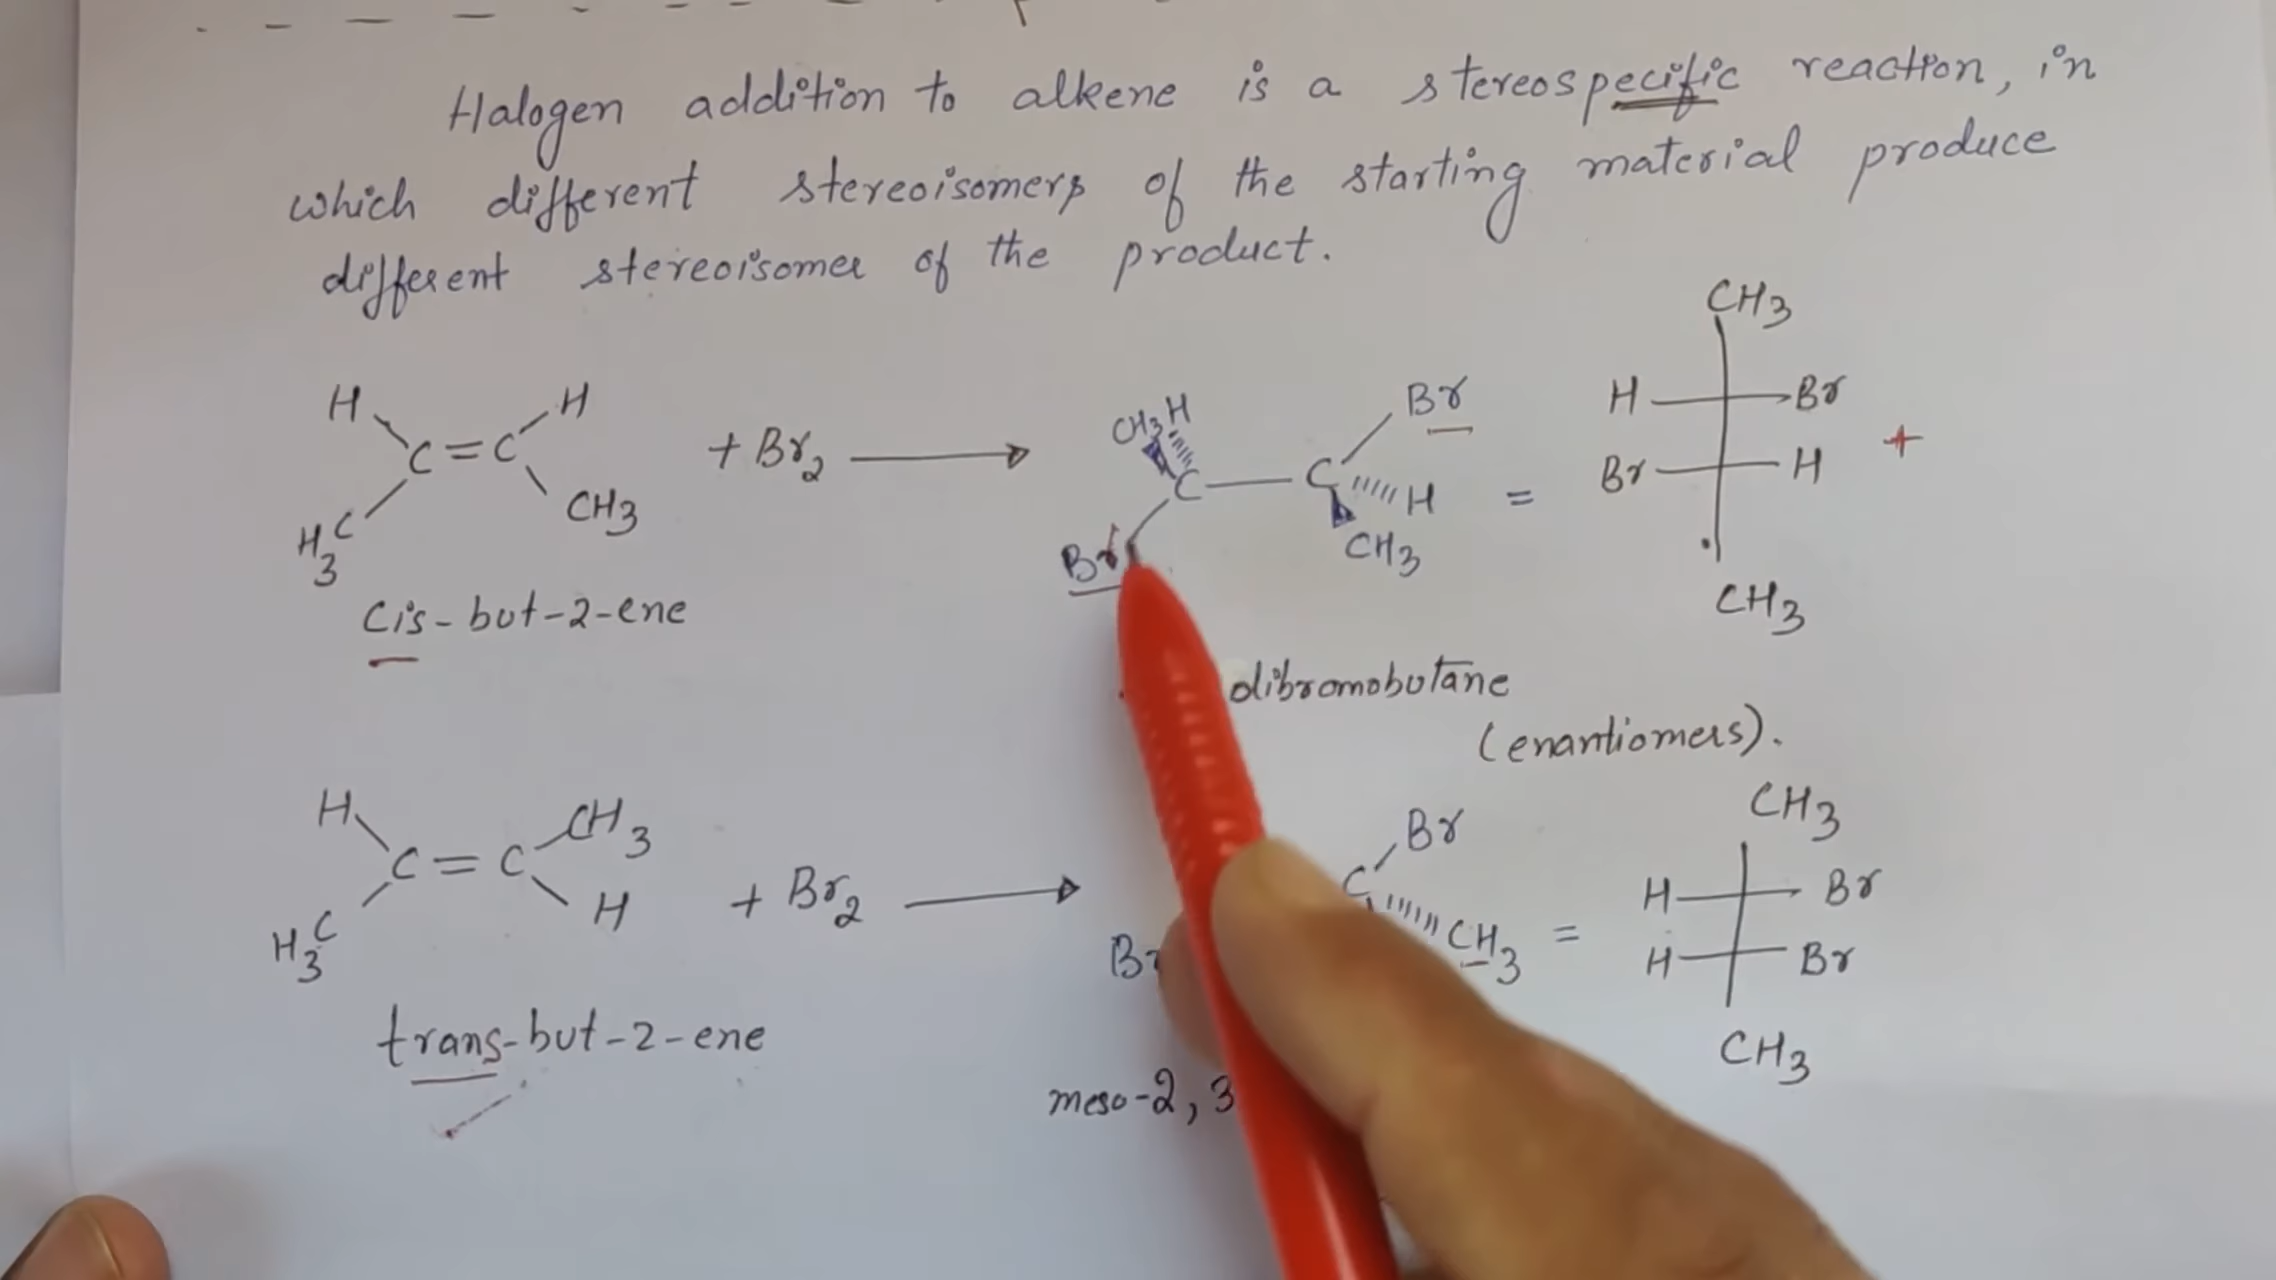 Halogen addition to alkene is a stereospecific reaction, in
which different stereoisomers of the starting material produce
different stereoisomer of the product.
CH3
H H + Br2 CH3 H Br H Br +
C = C C C H = Br H
H3C CH3 Br CH3 CH3
cis-but-2-ene
dibromobutane
(enantiomers).
CH3
H CH3 Br H Br
C = C + Br2 C CH3 = H Br
H3C H Br CH3
trans-but-2-ene
meso-2, 3